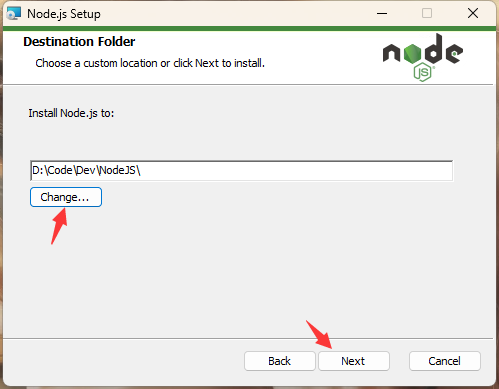 Node.js Setup
Destination Folder
Choose a custom location or click Next to install.
node
JS
Install Node.js to:
D:\Code\Dev\NodeJS\
Change...
Back
Next
Cancel